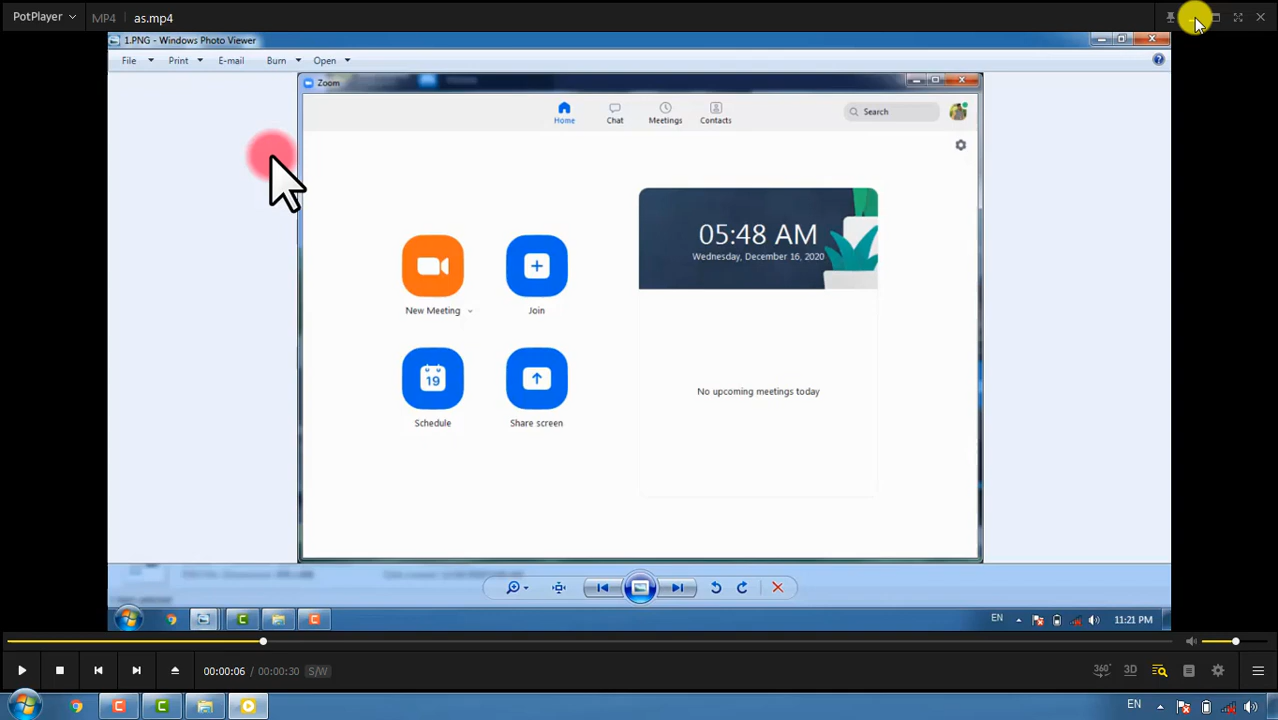 PotPlayer MP4 as.mp4
1.PNG - Windows Photo Viewer
File Print E-mail Burn Open
Zoom
Home Chat Meetings Contacts Search
05:48 AM
Wednesday, December 16, 2020
New Meeting Join
19
No upcoming meetings today
Schedule Share screen
EN 11:21 PM
00:00:06 / 00:00:30 S/W 360° 3D
EN